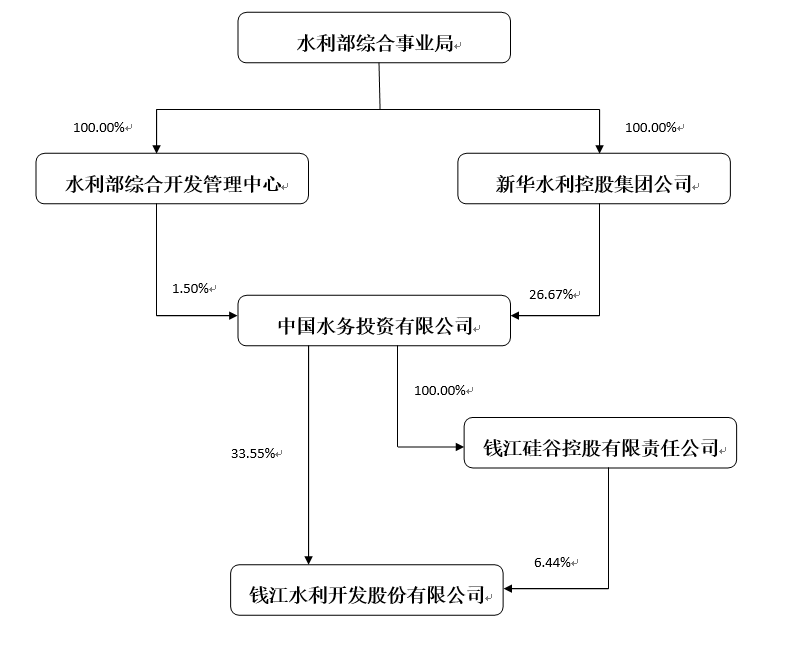 水利部综合事业局
100.00%
100.00%
水利部综合开发管理中心
新华水利控股集团公司
1.50%
26.67%
中国水务投资有限公司
100.00%
33.55%
钱江硅谷控股有限责任公司
6.44%
钱江水利开发股份有限公司